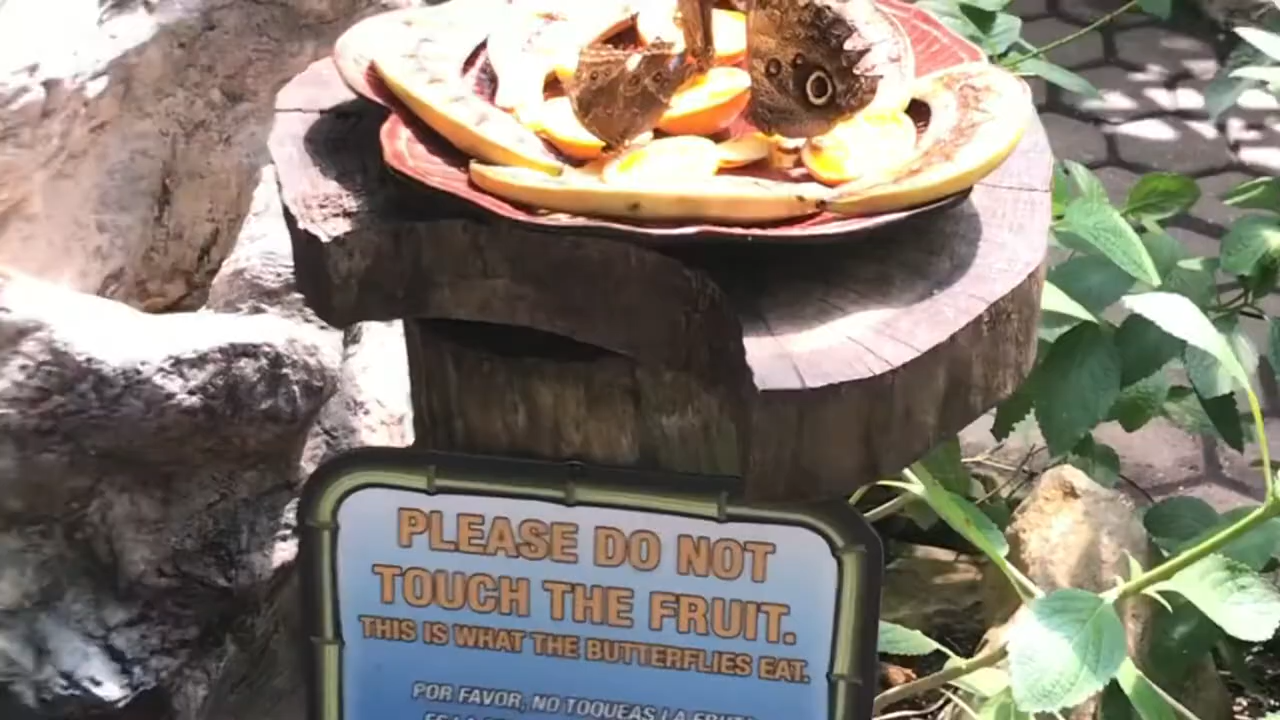 PLEASE DO NOT
TOUCH THE FRUIT.
THIS IS WHAT THE BUTTERFLIES EAT.
POR FAVOR, NO TOQUEAS LA FRUTA